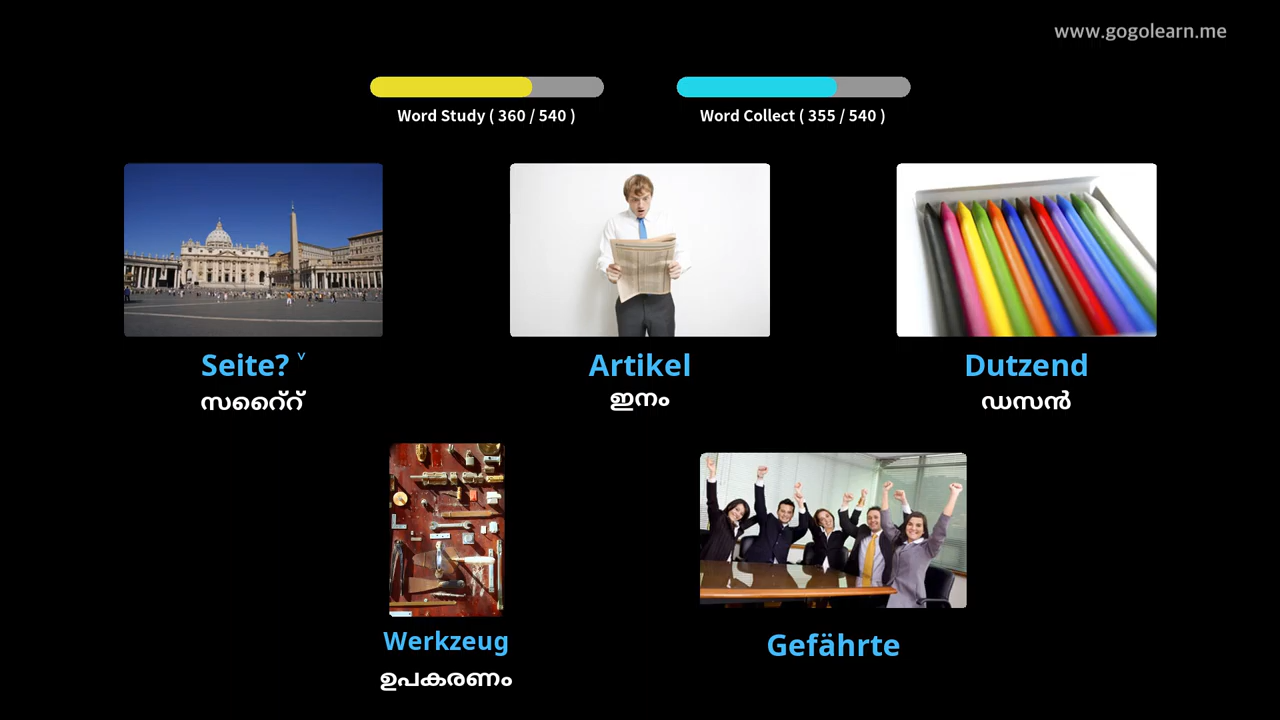 www.gogolearn.me
Word Study ( 360 / 540 )
Word Collect ( 355 / 540 )
Seite? ˅
Artikel
Dutzend
സൈറ്റ്
ഇനം
ഡസൻ
Werkzeug
Gefährte
ഉപകരണം